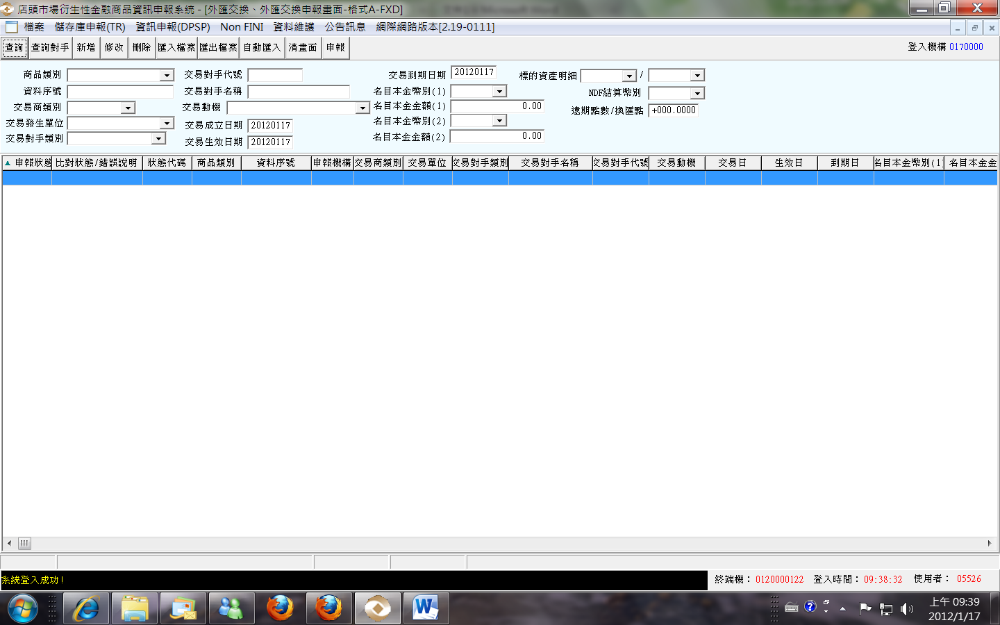 店頭市場衍生性金融商品資訊申報系統 - [外匯交換、外匯交換申報畫面-格式A-FXD]
檔案 儲存庫申報(TR) 資訊申報(DPSP) Non FINI 資料維護 公告訊息 網際網路版本[2.19-0111]
查詢 查詢對手 新增 修改 刪除 匯入檔案 匯出檔案 自動匯入 清畫面 申報 登入機構 0170000
商品類別 交易對手代號 交易到期日期 20120117 標的資產明細 /
資料序號 交易對手名稱 名目本金幣別(1) NDF結算幣別
交易商類別 交易動機 名目本金金額(1) 0.00 遠期點數/換匯點 +000.0000
交易發生單位 交易成立日期 20120117 名目本金幣別(2)
交易對手類別 交易生效日期 20120117 名目本金金額(2) 0.00
申報狀態 比對狀態/錯誤說明 狀態代碼 商品類別 資料序號 申報機構 交易商類別 交易單位 交易對手類別 交易對手名稱 交易對手代號 交易動機 交易日 生效日 到期日 名目本金幣別(1) 名目本金金
系統登入成功! 終端機： 0120000122 登入時間： 09:38:32 使用者： 05526
上午 09:39
2012/1/17